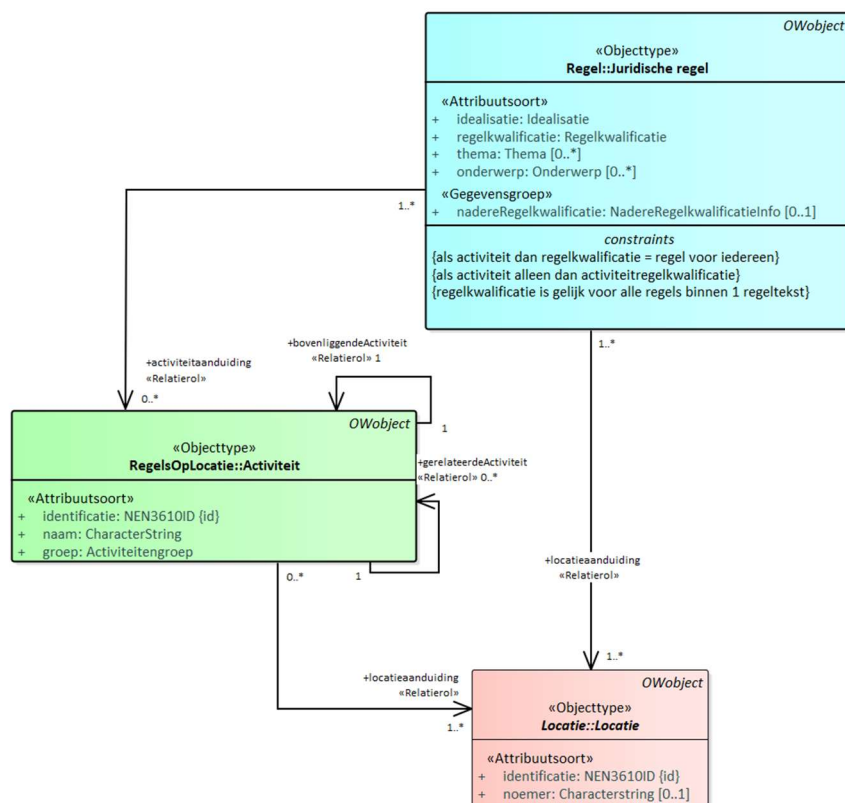 OWobject
«Objecttype»
Regel::Juridische regel
«Attribuutsoort»
+ idealisatie: Idealisatie
+ regelkwalificatie: Regelkwalificatie
+ thema: Thema [0..*]
+ onderwerp: Onderwerp [0..*]
«Gegevensgroep»
+ nadereRegelkwalificatie: NadereRegelkwalificatieInfo [0..1]
constraints
{als activiteit dan regelkwalificatie = regel voor iedereen}
{als activiteit alleen dan activiteitregelkwalificatie}
{regelkwalificatie is gelijk voor alle regels binnen 1 regeltekst}
1..*
1..*
+activiteitaanduiding
«Relatierol»
0..*
+bovenliggendeActiviteit
«Relatierol» 1
1
OWobject
«Objecttype»
RegelsOpLocatie::Activiteit
«Attribuutsoort»
+ identificatie: NEN3610ID {id}
+ naam: CharacterString
+ groep: Activiteitengroep
+gerelateerdeActiviteit
«Relatierol» 0..*
1
0..*
+locatieaanduiding
«Relatierol»
1..*
+locatieaanduiding
«Relatierol»
1..*
OWobject
«Objecttype»
Locatie::Locatie
«Attribuutsoort»
+ identificatie: NEN3610ID {id}
+ noemer: Characterstring [0..1]